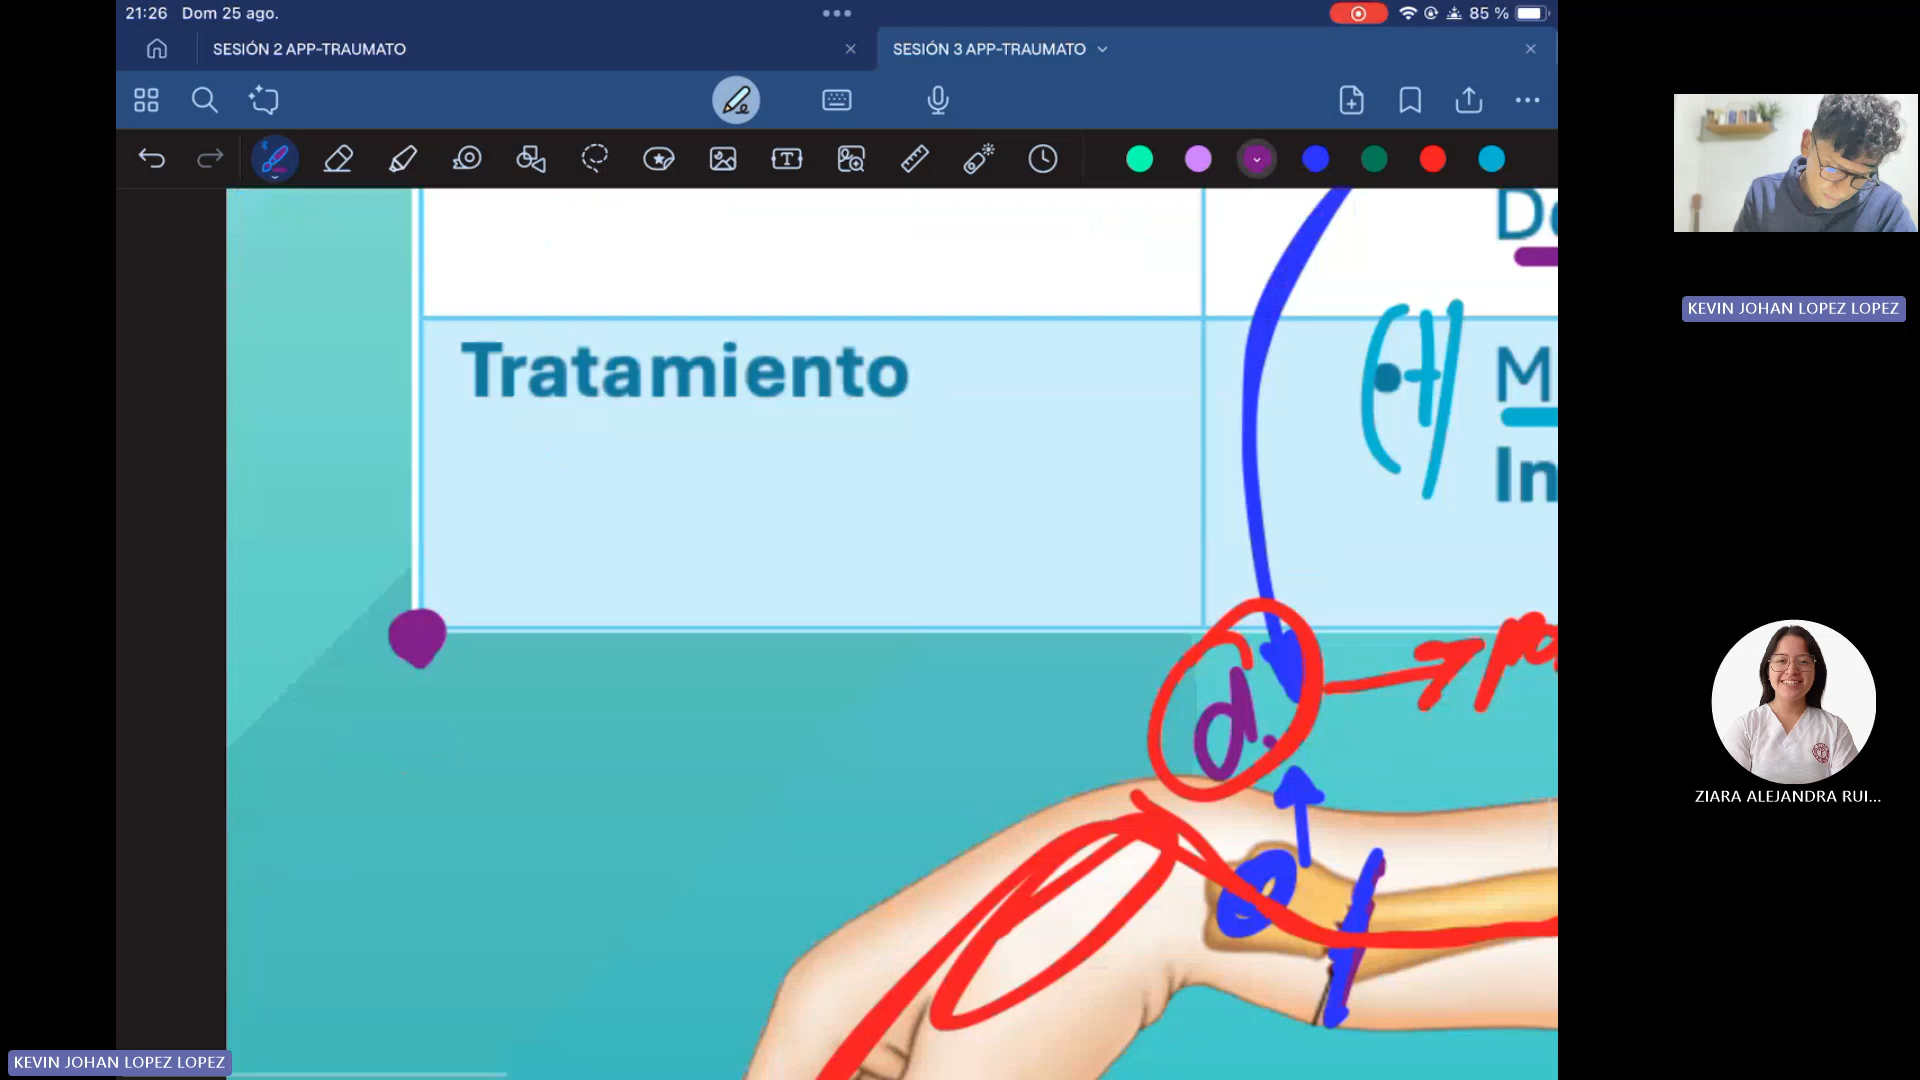 21:26 Dom 25 ago.
85 %
SESIÓN 2 APP-TRAUMATO
SESIÓN 3 APP-TRAUMATO
Tratamiento
(+)
d.
KEVIN JOHAN LOPEZ LOPEZ
ZIARA ALEJANDRA RUI...
KEVIN JOHAN LOPEZ LOPEZ